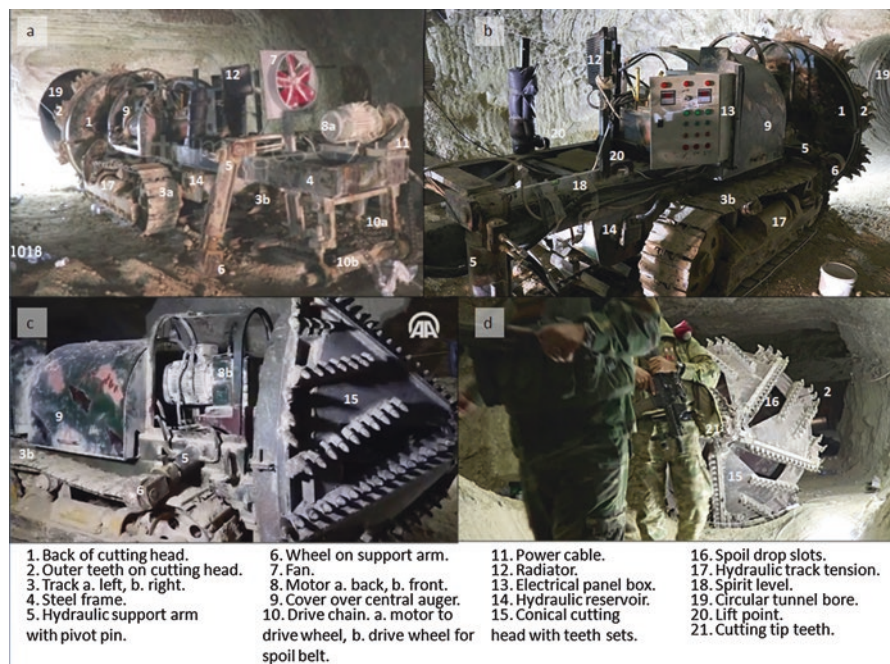 a
12
7
19
2
9
1
8a
11
5
17
3a
14
4
3b
10a
1018
6
10b
b
12
19
13
1
2
9
20
20
5
6
18
3b
14
17
5
c
AA
8b
15
9
3b
5
6
d
16
2
21
15
1. Back of cutting head.
2. Outer teeth on cutting head.
3. Track a. left, b. right.
4. Steel frame.
5. Hydraulic support arm
with pivot pin.
6. Wheel on support arm.
7. Fan.
8. Motor a. back, b. front.
9. Cover over central auger.
10. Drive chain. a. motor to
drive wheel, b. drive wheel for
spoil belt.
11. Power cable.
12. Radiator.
13. Electrical panel box.
14. Hydraulic reservoir.
15. Conical cutting
head with teeth sets.
16. Spoil drop slots.
17. Hydraulic track tension.
18. Spirit level.
19. Circular tunnel bore.
20. Lift point.
21. Cutting tip teeth.